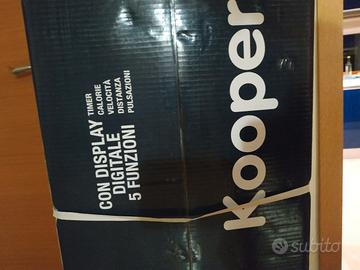 CON DISPLAY
DIGITALE
5 FUNZIONI
TIMER
CALORIE
VELOCITÀ
DISTANZA
PULSAZIONI
Kooper
subito